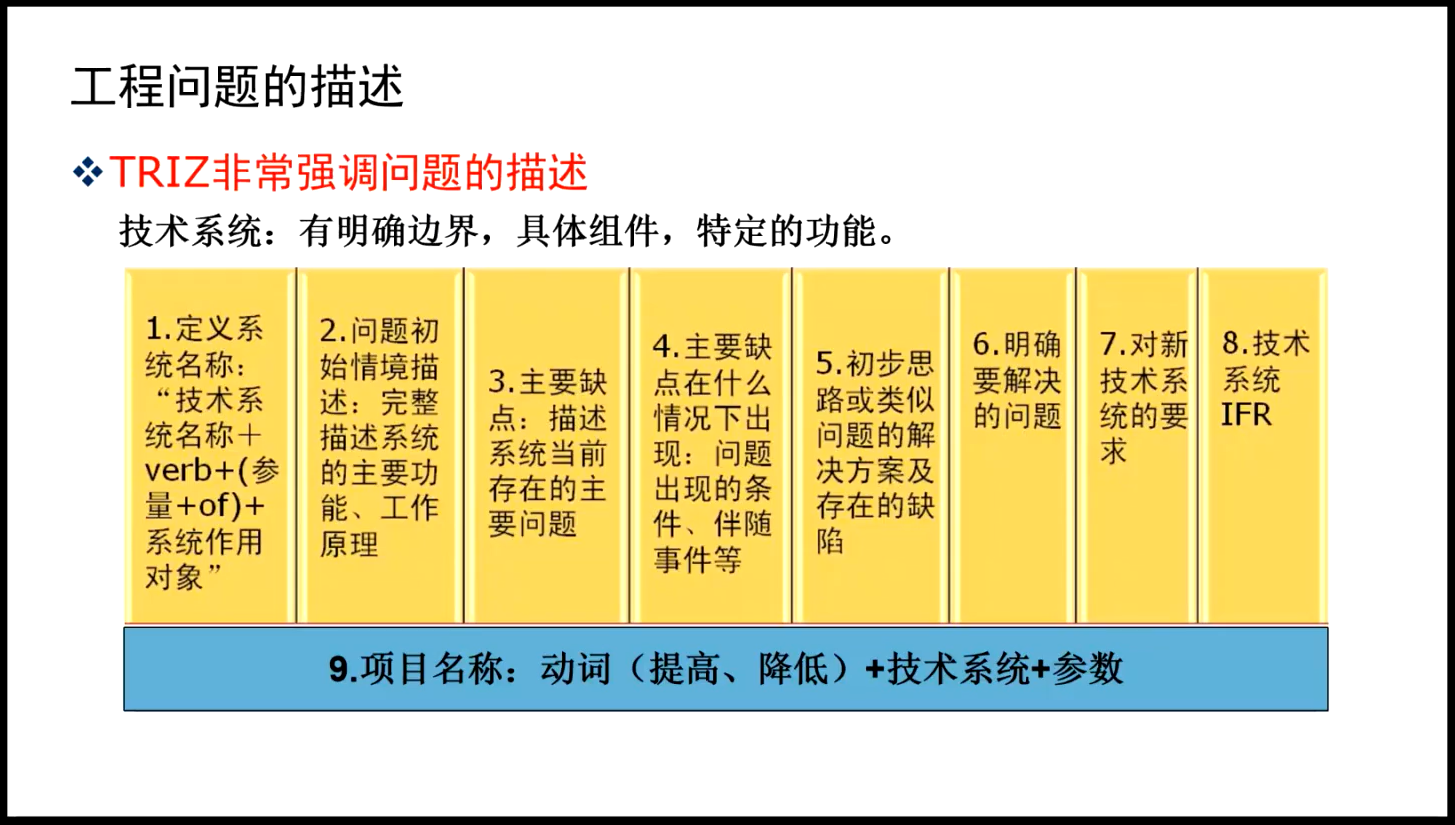 工程问题的描述
❖TRIZ非常强调问题的描述
技术系统：有明确边界，具体组件，特定的功能。
1.定义系
统名称：
“技术系
统名称＋
verb+(参
量+of)+
系统作用
对象”
2.问题初
始情境描
述：完整
描述系统
的主要功
能、工作
原理
3.主要缺
点：描述
系统当前
存在的主
要问题
4.主要缺
点在什么
情况下出
现：问题
出现的条
件、伴随
事件等
5.初步思
路或类似
问题的解
决方案及
存在的缺
陷
6.明确
要解决
的问题
7.对新
技术系
统的要
求
8.技术
系统
IFR
9.项目名称：动词（提高、降低）+技术系统+参数